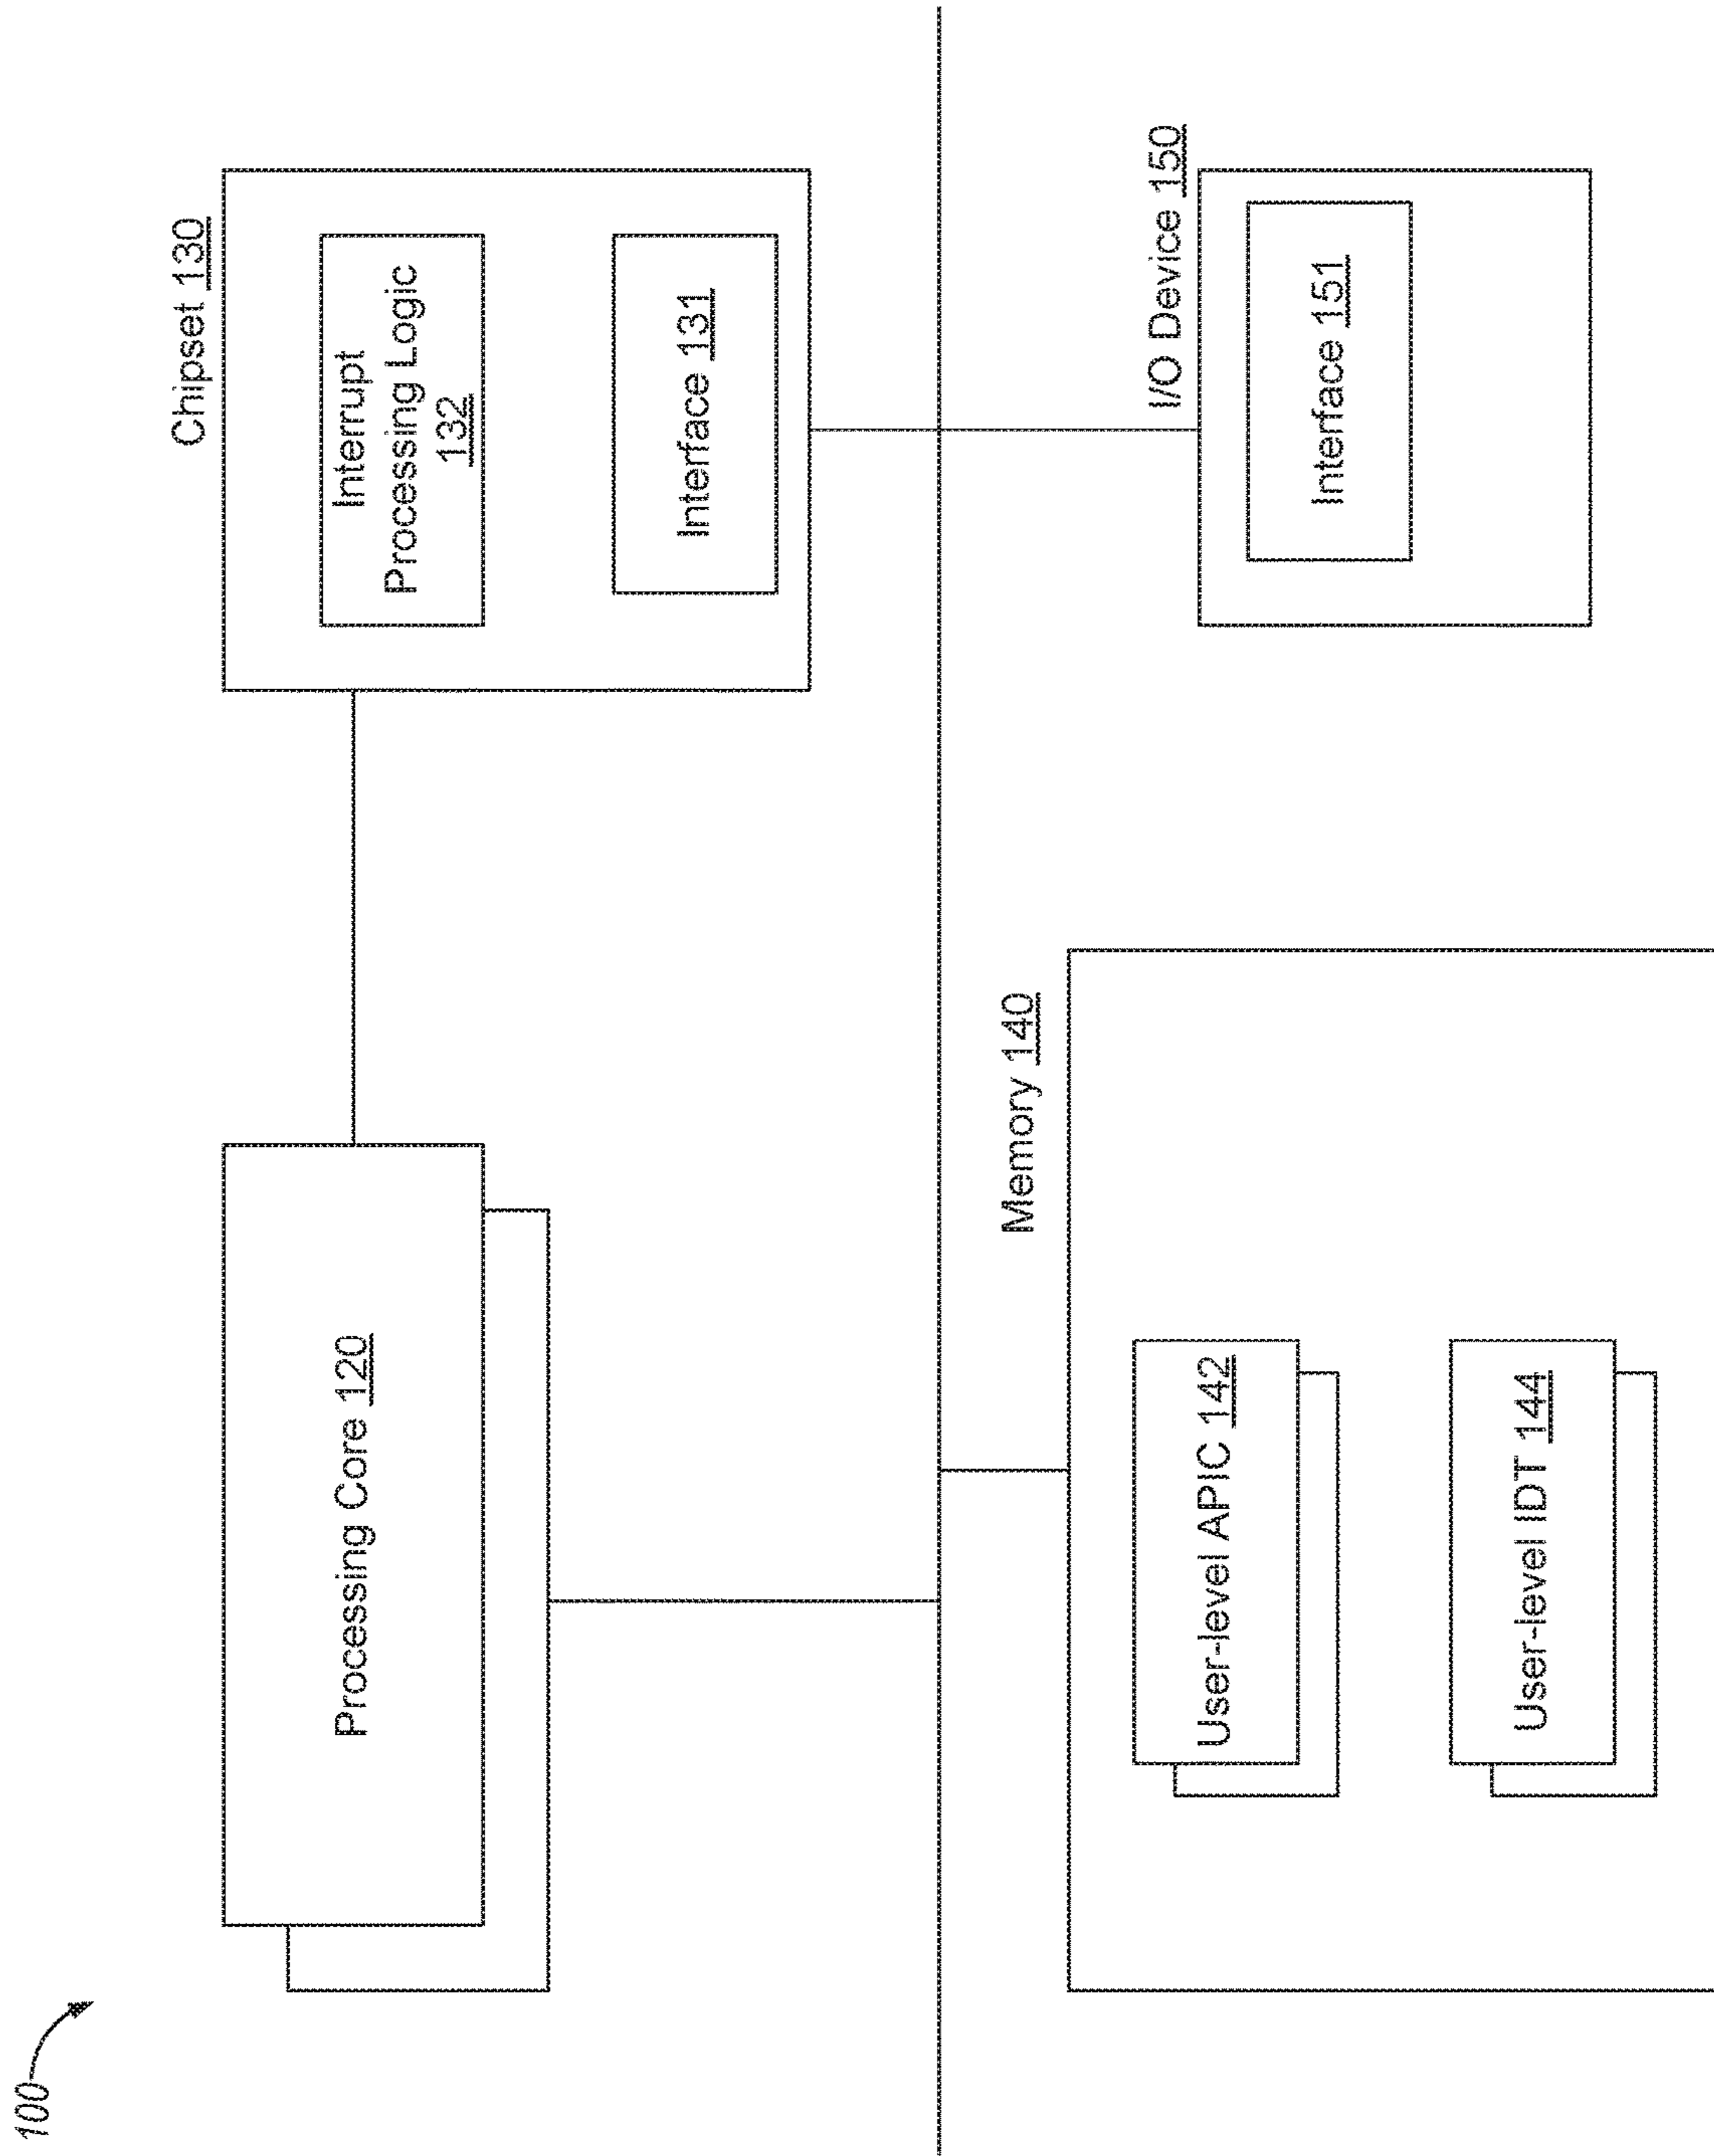 100
Processing Core 120
Chipset 130
Interrupt
Processing Logic
132
Interface 131
Memory 140
User-level APIC 142
User-level IDT 144
I/O Device 150
Interface 151